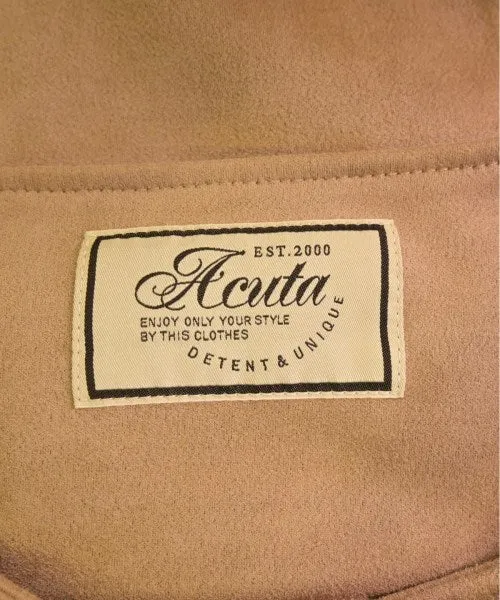 EST.2000
Acuta
ENJOY ONLY YOUR STYLE
BY THIS CLOTHES
DETENT & UNIQUE